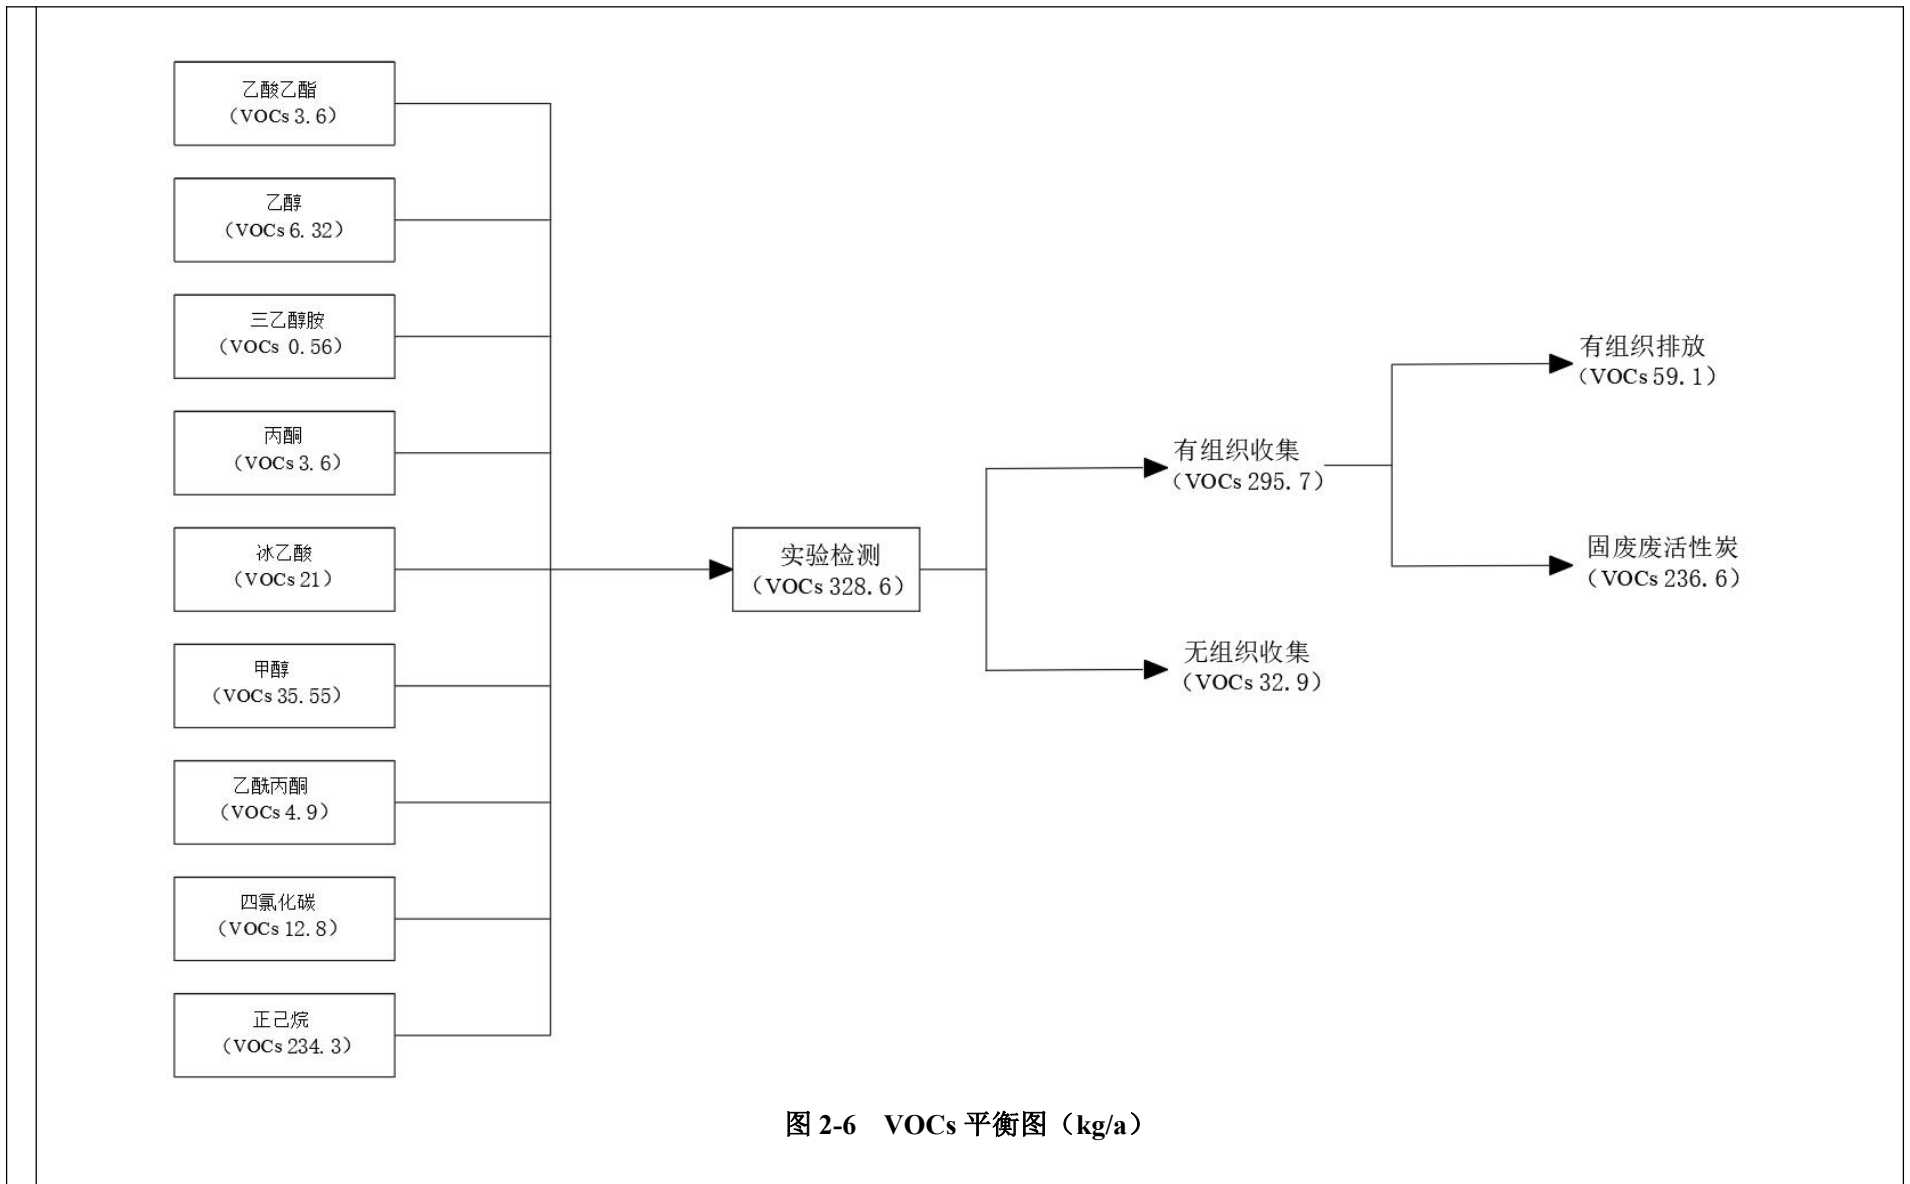 乙酸乙酯
（VOCs 3.6）
乙醇
（VOCs 6.32）
三乙醇胺
（VOCs 0.56）
丙酮
（VOCs 3.6）
冰乙酸
（VOCs 21）
甲醇
（VOCs 35.55）
乙酰丙酮
（VOCs 4.9）
四氯化碳
（VOCs 12.8）
正己烷
（VOCs 234.3）
实验检测
（VOCs 328.6）
有组织收集
（VOCs 295.7）
无组织收集
（VOCs 32.9）
有组织排放
（VOCs 59.1）
固废废活性炭
（VOCs 236.6）
图 2-6 VOCs 平衡图（kg/a）